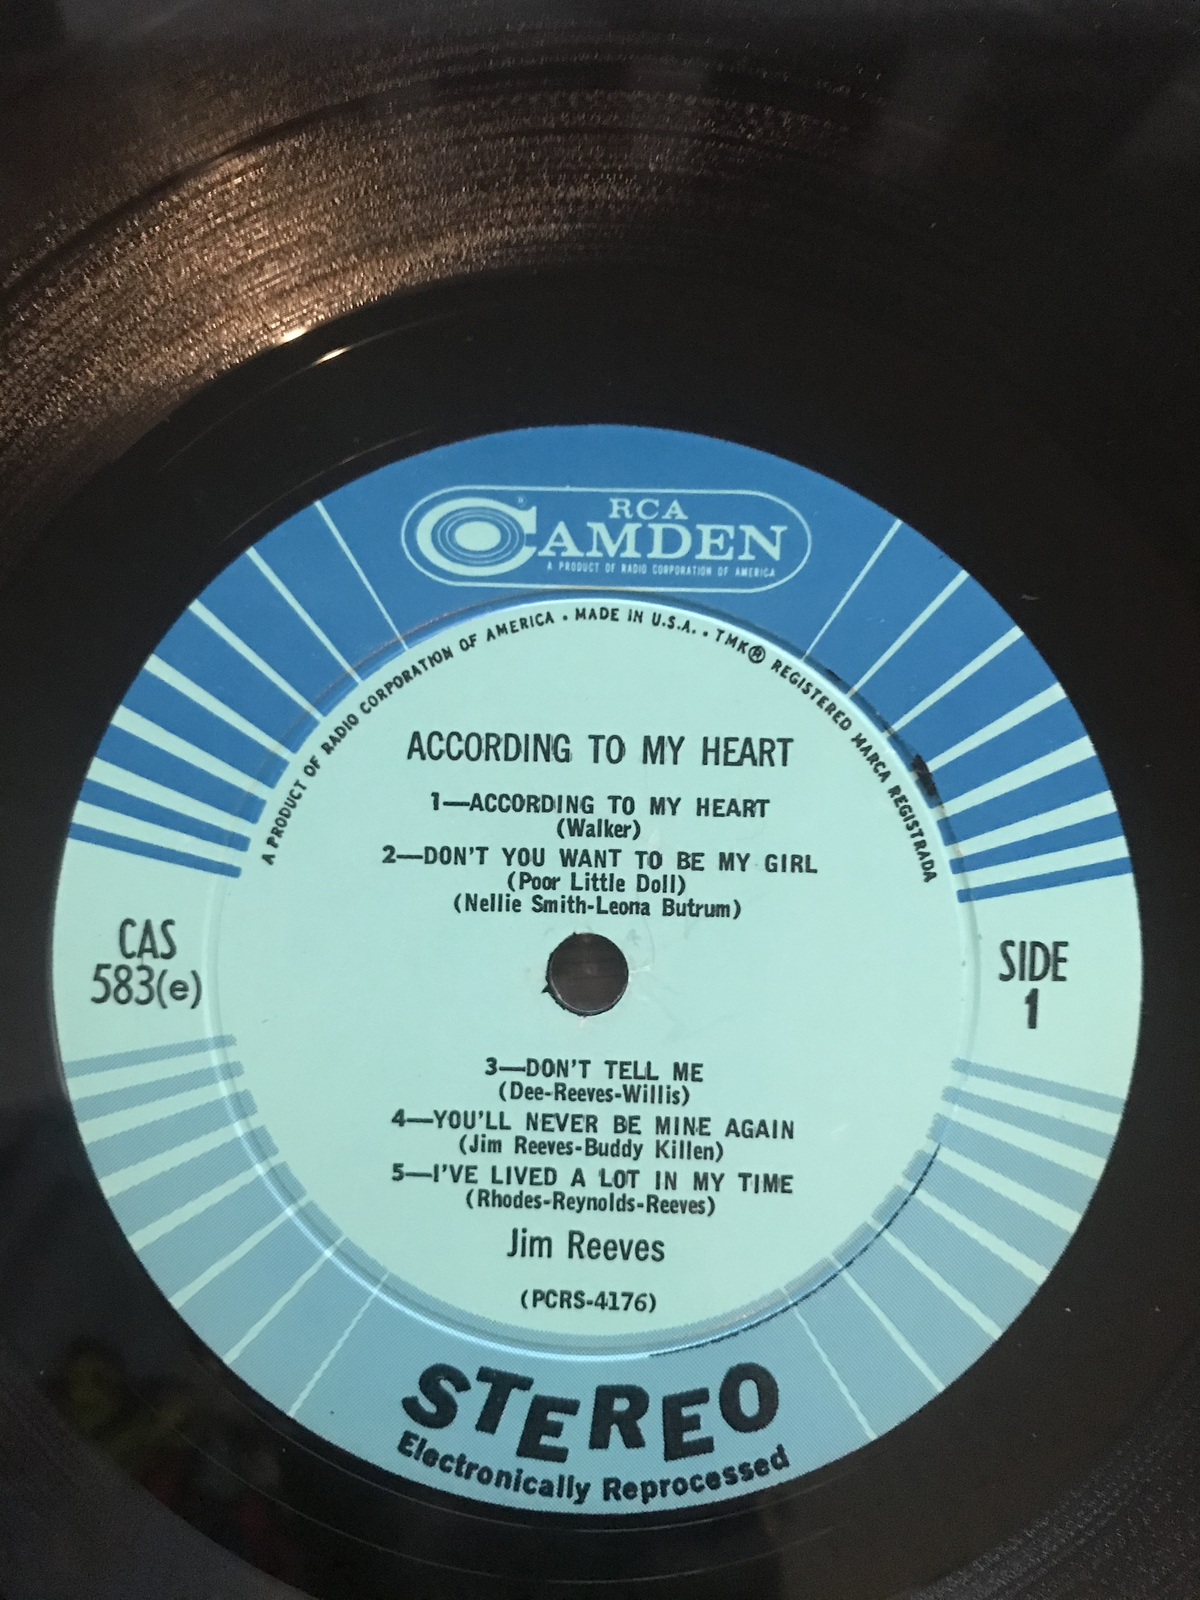 RCA
CAMDEN
A PRODUCT OF RADIO CORPORATION OF AMERICA
A PRODUCT OF RADIO CORPORATION OF AMERICA • MADE IN U.S.A. • TMK® REGISTERED MARCA REGISTRADA
ACCORDING TO MY HEART
1—ACCORDING TO MY HEART
(Walker)
2—DON'T YOU WANT TO BE MY GIRL
(Poor Little Doll)
(Nellie Smith-Leona Butrum)
CAS
583(e)
SIDE
1
3—DON'T TELL ME
(Dee-Reeves-Willis)
4—YOU'LL NEVER BE MINE AGAIN
(Jim Reeves-Buddy Killen)
5—I'VE LIVED A LOT IN MY TIME
(Rhodes-Reynolds-Reeves)
Jim Reeves
(PCRS-4176)
STEREO
Electronically Reprocessed